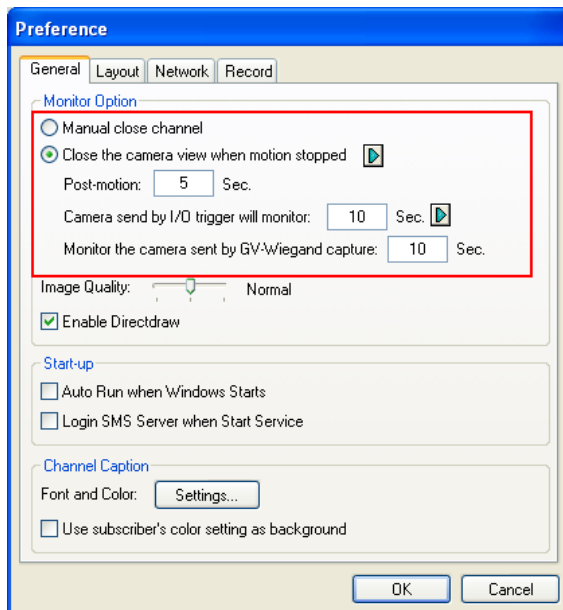 Preference
General Layout Network Record
Monitor Option
Manual close channel
Close the camera view when motion stopped
Post-motion: 5 Sec.
Camera send by I/O trigger will monitor: 10 Sec.
Monitor the camera sent by GV-Wiegand capture: 10 Sec.
Image Quality: Normal
Enable Directdraw
Start-up
Auto Run when Windows Starts
Login SMS Server when Start Service
Channel Caption
Font and Color: Settings...
Use subscriber's color setting as background
OK Cancel